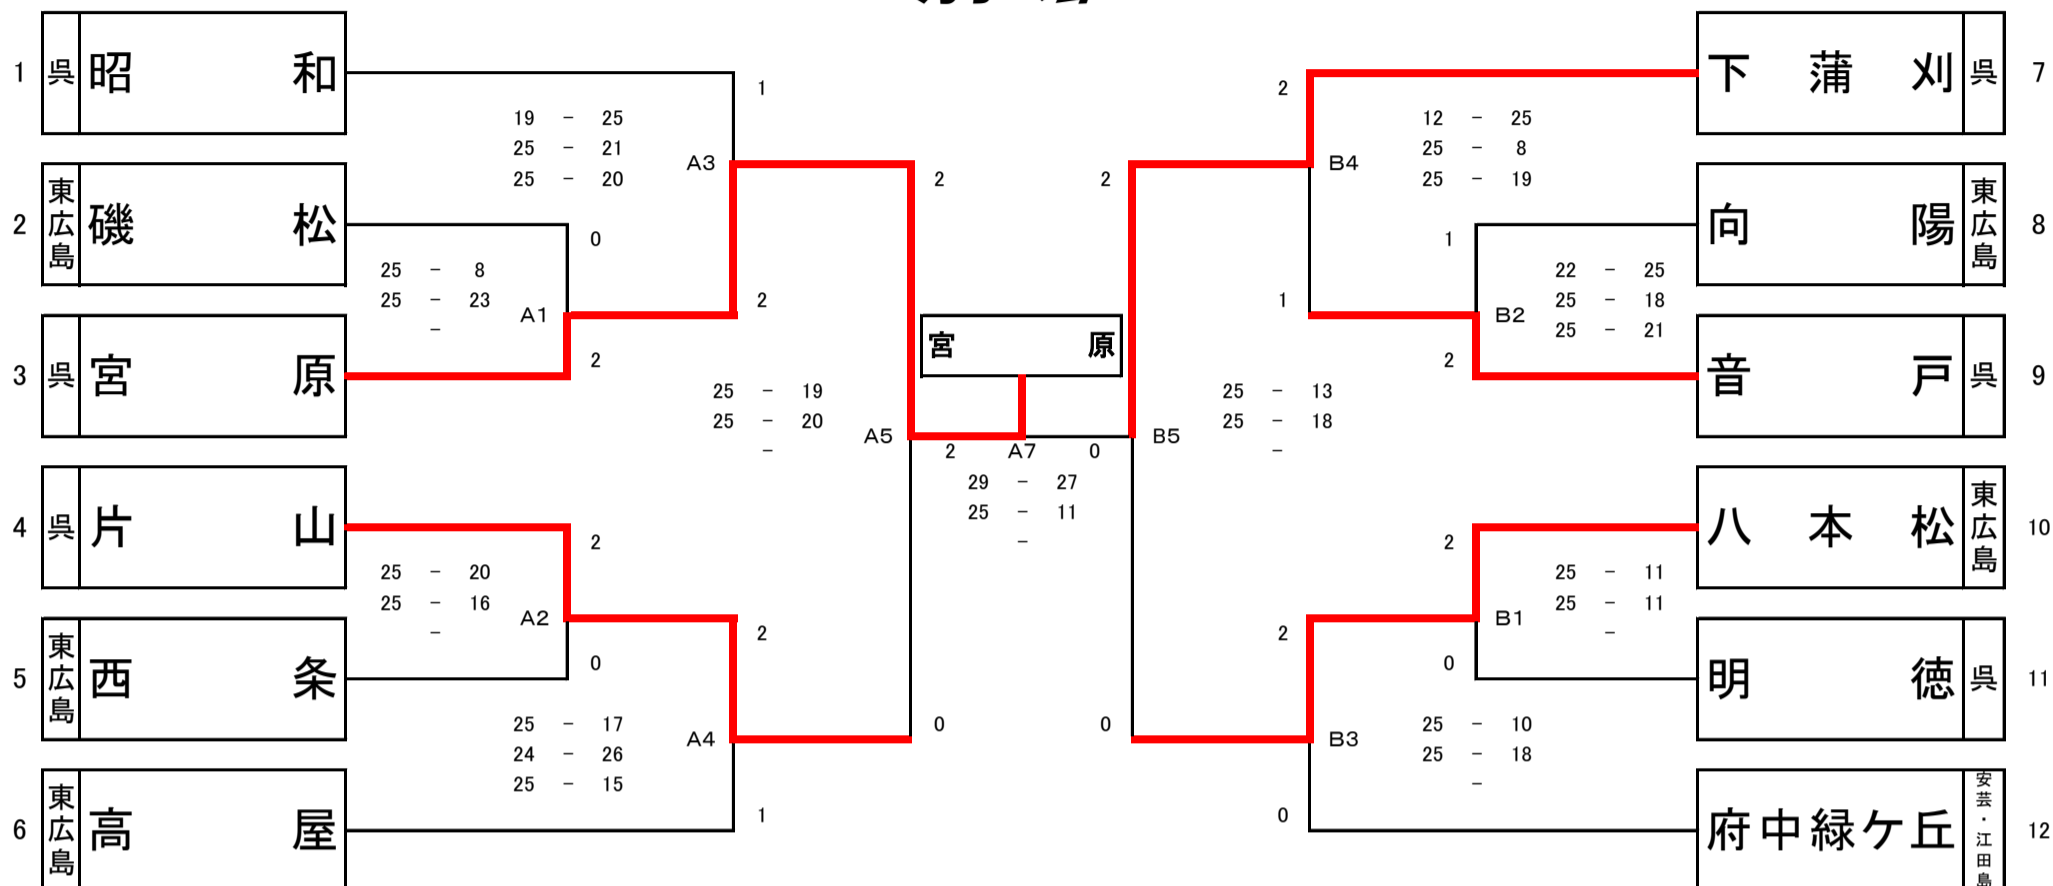 1 呉 昭和
2 東広島 磯松
3 呉 宮原
4 呉 片山
5 東広島 西条
6 東広島 高屋
1
19 - 25
25 - 21
25 - 20
A3
2
0
25 - 8
25 - 23
-
A1
2
2
25 - 19
25 - 20
-
A5
2
25 - 20
25 - 16
-
A2
0
2
25 - 17
24 - 26
25 - 15
A4
1
0
宮原
2 A7 0
29 - 27
25 - 11
-
2
12 - 25
25 - 8
25 - 19
B4
2
1
1
22 - 25
25 - 18
25 - 21
B2
2
25 - 13
25 - 18
-
B5
2
25 - 11
25 - 11
-
B1
0
2
25 - 10
25 - 18
-
B3
0
0
下蒲刈 呉 7
向陽 東広島 8
音戸 呉 9
八本松 東広島 10
明徳 呉 11
府中緑ケ丘 安芸・江田島 12